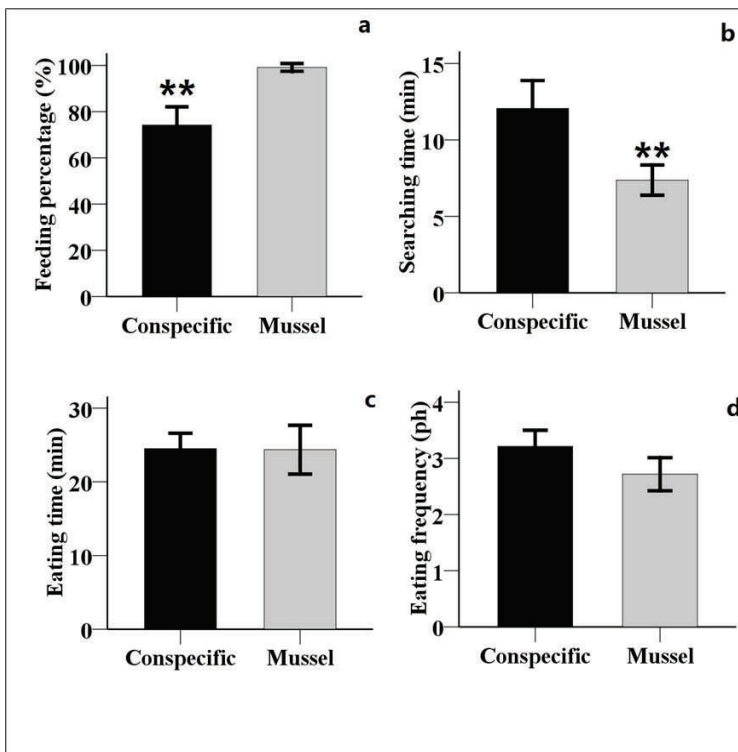 a
Feeding percentage (%)
100
80
60
40
20
0
**
Conspecific Mussel
b
Searching time (min)
15
10
5
0
**
Conspecific Mussel
c
Eating time (min)
30
20
10
0
Conspecific Mussel
d
Eating frequency (ph)
4
3
2
1
0
Conspecific Mussel